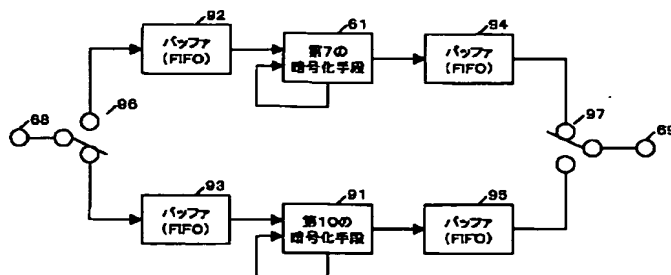 92
バッファ
(FIFO)
61
第7の
暗号化手段
94
バッファ
(FIFO)
96
68
97
69
93
バッファ
(FIFO)
91
第10の
暗号化手段
95
バッファ
(FIFO)